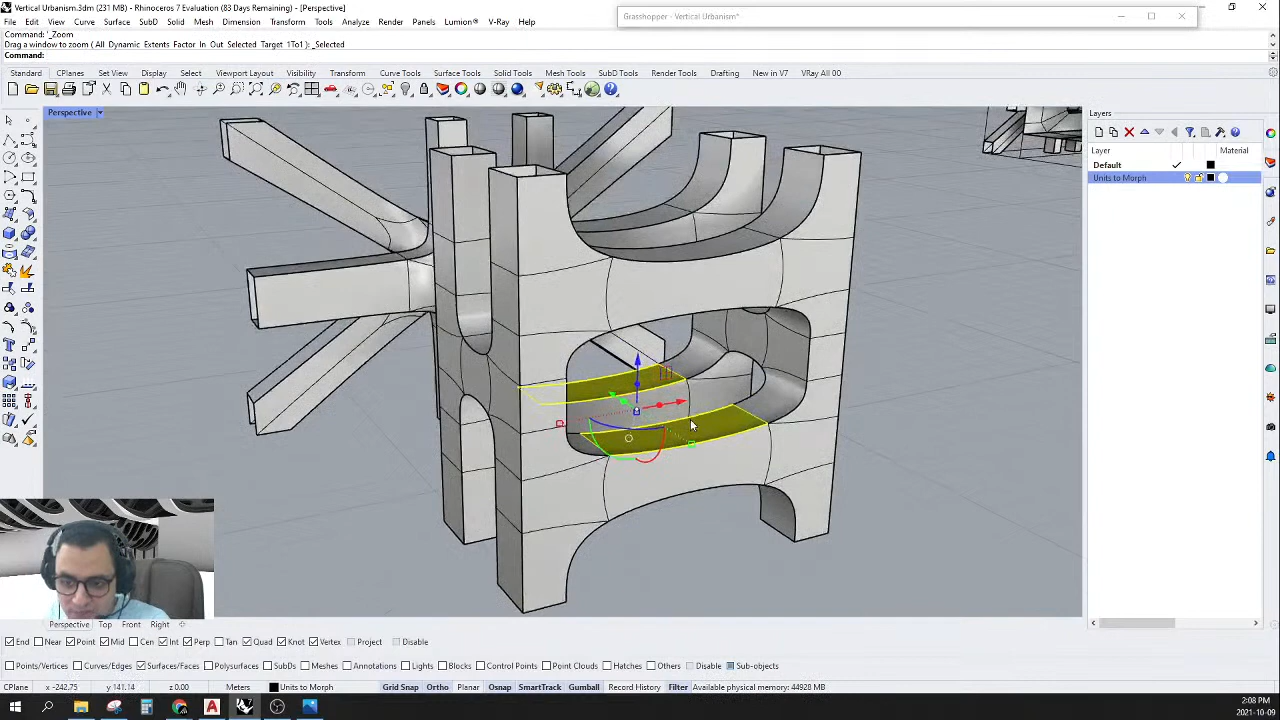 Vertical Urbanism.3dm (231 MB) - Rhinoceros 7 Evaluation (83 Days Remaining) - [Perspective]
Grasshopper - Vertical Urbanism*
File Edit View Curve Surface SubD Solid Mesh Dimension Transform Tools Analyze Render Panels Lumion® V-Ray Help
Command: '_Zoom
Drag a window to zoom ( All Dynamic Extents Factor In Out Selected Target 1To1 ): _Selected
Command:
Standard CPlanes Set View Display Select Viewport Layout Visibility Transform Curve Tools Surface Tools Solid Tools Mesh Tools SubD Tools Render Tools Drafting New in V7 VRay All 00
Perspective
Layers
Layer Material
Default
Units to Morph
Perspective Top Front Right
End Near Point Mid Cen Int Perp Tan Quad Knot Vertex Project Disable
Points/Vertices Curves/Edges Surfaces/Faces Polysurfaces SubDs Meshes Annotations Lights Blocks Control Points Point Clouds Hatches Others Disable Sub-objects
CPlane x -242.75 y 141.14 z 0.00 Meters Units to Morph Grid Snap Ortho Planar Osnap SmartTrack Gumball Record History Filter Available physical memory: 44928 MB
2:08 PM
2021-10-09